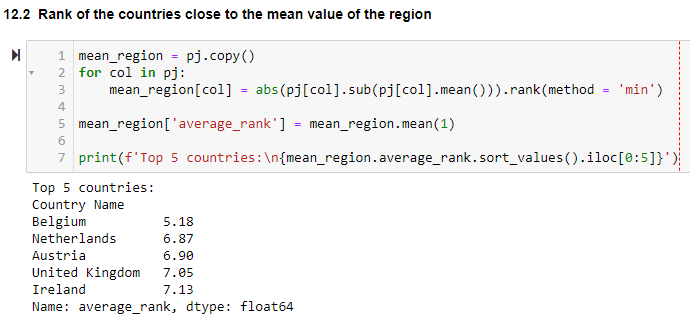 12.2 Rank of the countries close to the mean value of the region
1 mean_region = pj.copy()
2 for col in pj:
3     mean_region[col] = abs(pj[col].sub(pj[col].mean())).rank(method = 'min')
4
5 mean_region['average_rank'] = mean_region.mean(1)
6
7 print(f'Top 5 countries:\n{mean_region.average_rank.sort_values().iloc[0:5]}')
Top 5 countries:
Country Name
Belgium           5.18
Netherlands       6.87
Austria           6.90
United Kingdom    7.05
Ireland           7.13
Name: average_rank, dtype: float64